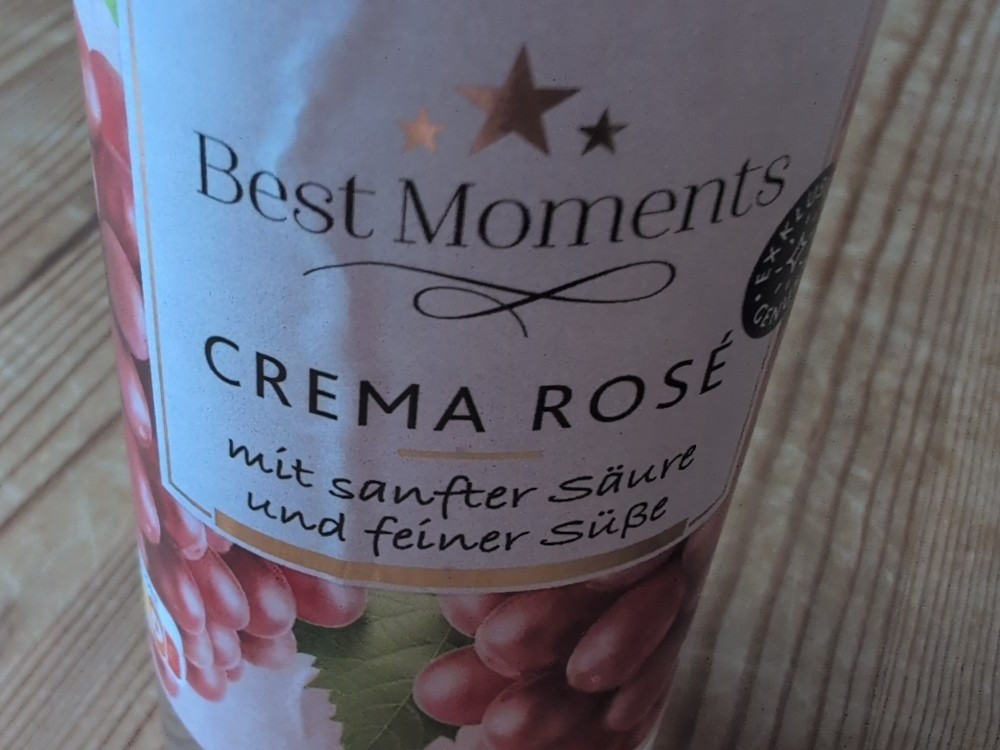 Best Moments
CREMA ROSÉ
mit sanfter Säure
und feiner Süße